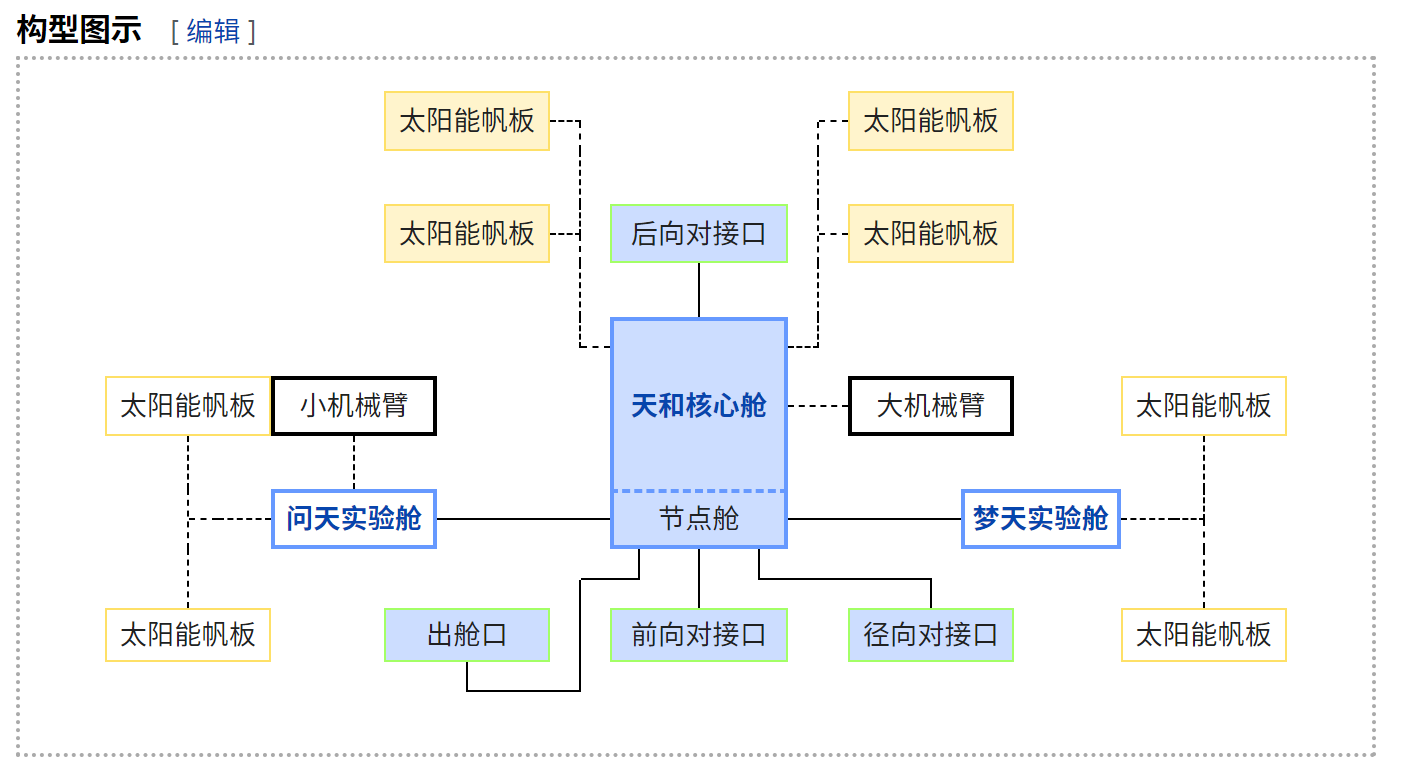 构型图示 [ 编辑 ]
太阳能帆板
太阳能帆板
太阳能帆板
后向对接口
太阳能帆板
太阳能帆板
小机械臂
天和核心舱
大机械臂
太阳能帆板
问天实验舱
节点舱
梦天实验舱
太阳能帆板
出舱口
前向对接口
径向对接口
太阳能帆板